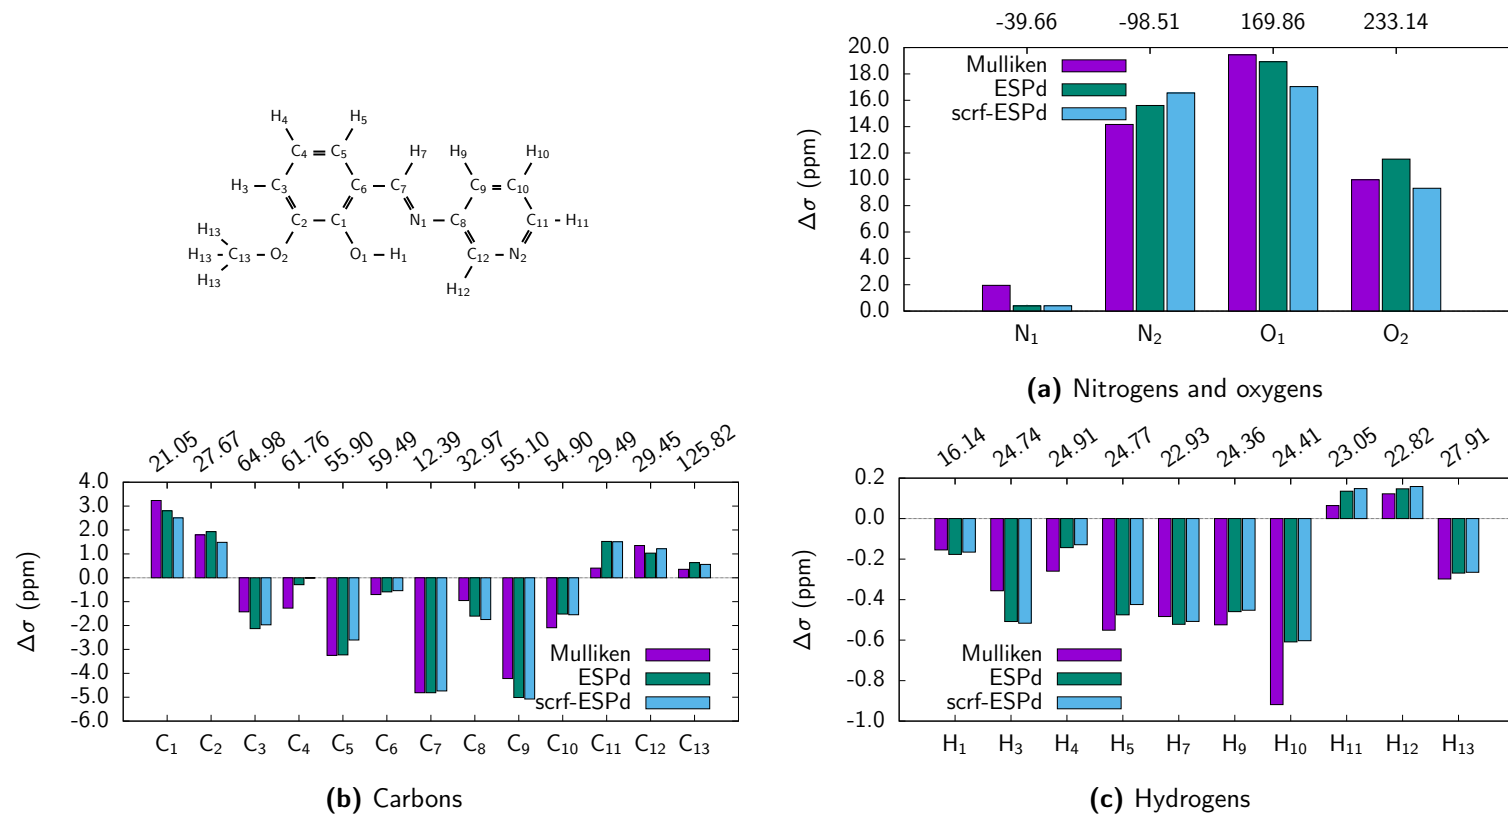 H4 H5
C4 C5 H7 H9 H10
H3 C3 C6 C7 C9 C10
C2 C1 N1 C8 C11 H11
H13
H13 C13 O2 O1 H1 C12 N2
H13
H12
-39.66 -98.51 169.86 233.14
20.0
18.0
16.0
14.0
12.0
10.0
8.0
6.0
4.0
2.0
0.0
Δσ (ppm)
Mulliken
ESPd
scrf-ESPd
N1 N2 O1 O2
(a) Nitrogens and oxygens
21.05 27.67 64.98 61.76 55.90 59.49 12.39 32.97 55.10 54.90 29.49 29.45 125.82
4.0
3.0
2.0
1.0
0.0
-1.0
-2.0
-3.0
-4.0
-5.0
-6.0
Δσ (ppm)
Mulliken
ESPd
scrf-ESPd
C1 C2 C3 C4 C5 C6 C7 C8 C9 C10 C11 C12 C13
(b) Carbons
16.14 24.74 24.91 24.77 22.93 24.36 24.41 23.05 22.82 27.91
0.2
0.0
-0.2
-0.4
-0.6
-0.8
-1.0
Δσ (ppm)
Mulliken
ESPd
scrf-ESPd
H1 H3 H4 H5 H7 H9 H10 H11 H12 H13
(c) Hydrogens